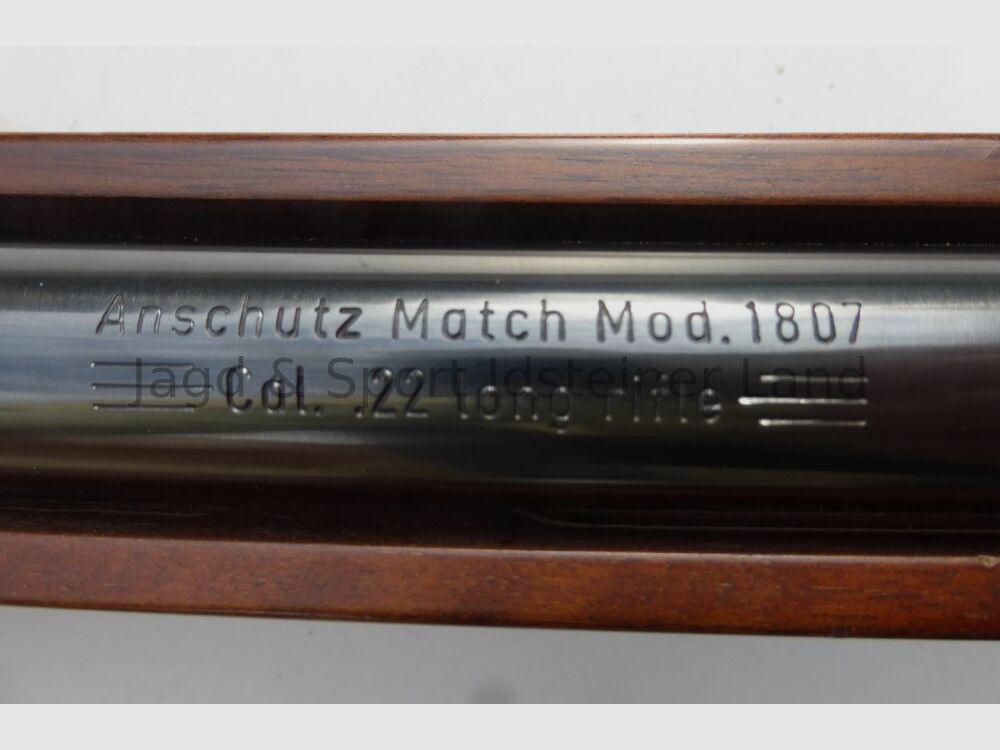 Anschutz Match Mod. 1807
Cal. .22 long rifle
Jagd & Sport Idsteiner Land